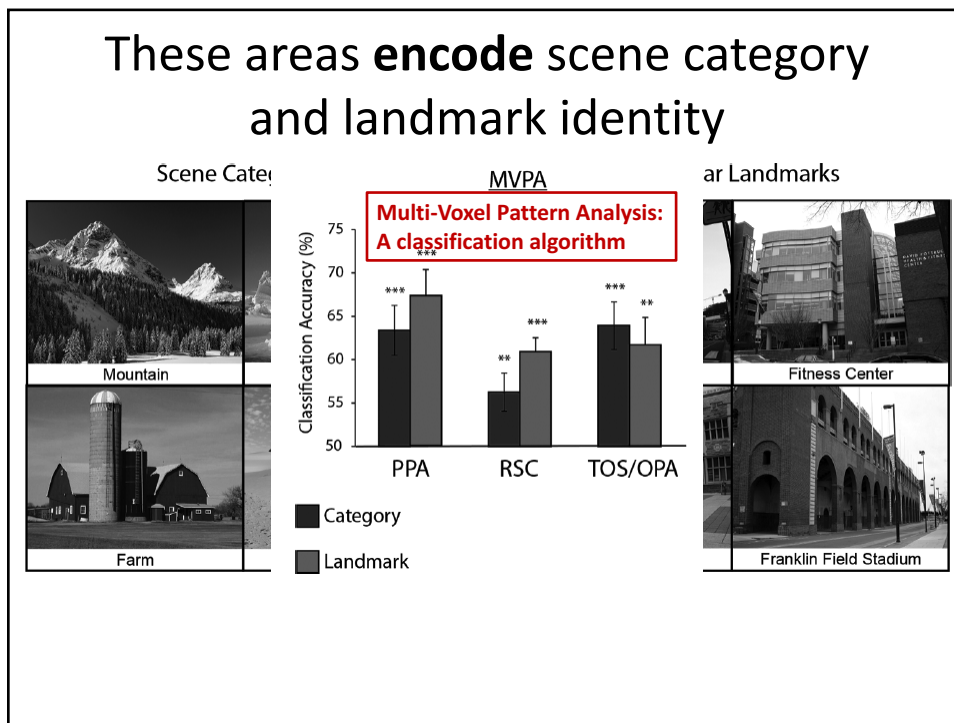 These areas encode scene category
and landmark identity
Scene Categ
MVPA
ar Landmarks
Multi-Voxel Pattern Analysis:
A classification algorithm
Classification Accuracy (%)
75
70
65
60
55
50
***
***
**
***
***
**
PPA
RSC
TOS/OPA
Category
Landmark
Mountain
Farm
Fitness Center
Franklin Field Stadium